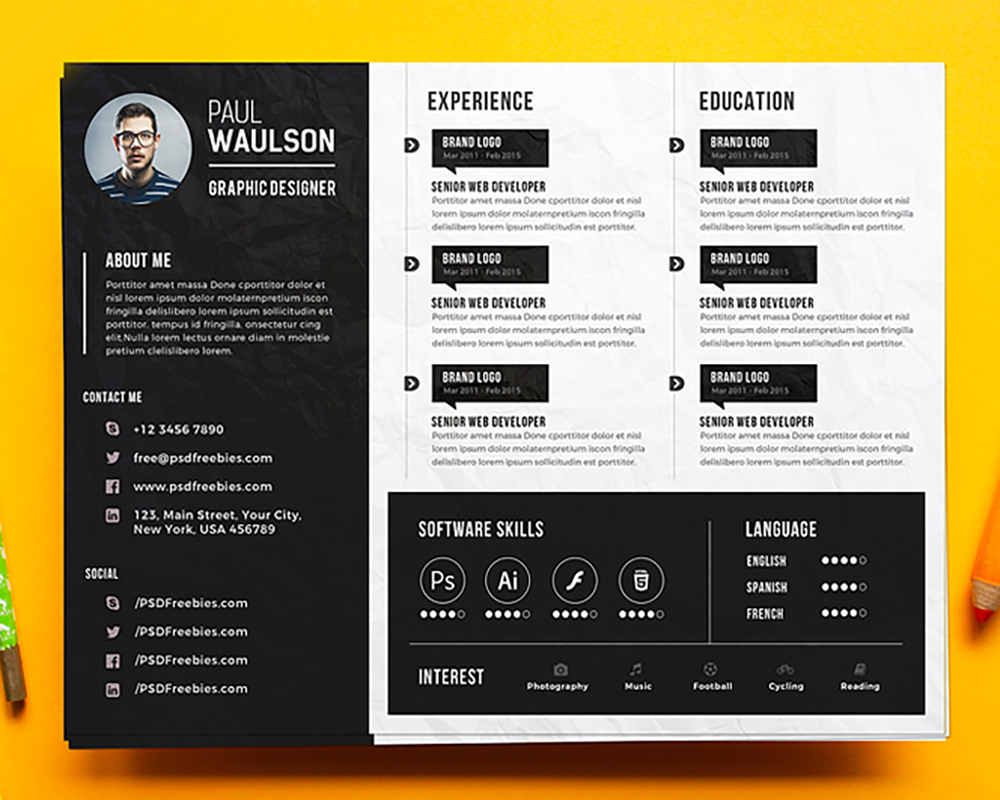 PAUL
WAULSON
GRAPHIC DESIGNER
ABOUT ME
Porttitor amet massa Done cporttitor dolor et
nisl lorem ipsum dolor molaternpretium iscon
fringilla delislibero lorem ipsum sollicitudin est
porttitor. tempus id fringilla. onsectetur cing
elit.Nulla lorem lectus ornare diam in molestie
pretium clelislibero lorem.
CONTACT ME
+12 3456 7890
free@psdfreebies.com
www.psdfreebies.com
123, Main Street, Your City,
New York, USA 456789
SOCIAL
/PSDFreebies.com
/PSDFreebies.com
/PSDFreebies.com
/PSDFreebies.com
EXPERIENCE
BRAND LOGO
Mar 2011 - Feb 2015
SENIOR WEB DEVELOPER
Porttitor amet massa Done cporttitor dolor et nisl
lorem ipsum dolor molaternpretium iscon fringilla
delislibero lorem ipsum sollicitudin est porttitor.
BRAND LOGO
Mar 2011 - Feb 2015
SENIOR WEB DEVELOPER
Porttitor amet massa Done cporttitor dolor et nisl
lorem ipsum dolor molaternpretium iscon fringilla
delislibero lorem ipsum sollicitudin est porttitor.
BRAND LOGO
Mar 2011 - Feb 2015
SENIOR WEB DEVELOPER
Porttitor amet massa Done cporttitor dolor et nisl
lorem ipsum dolor molaternpretium iscon fringilla
delislibero lorem ipsum sollicitudin est porttitor.
EDUCATION
BRAND LOGO
Mar 2011 - Feb 2015
SENIOR WEB DEVELOPER
Porttitor amet massa Done cporttitor dolor et nisl
lorem ipsum dolor molaternpretium iscon fringilla
delislibero lorem ipsum sollicitudin est porttitor.
BRAND LOGO
Mar 2011 - Feb 2015
SENIOR WEB DEVELOPER
Porttitor amet massa Done cporttitor dolor et nisl
lorem ipsum dolor molaternpretium iscon fringilla
delislibero lorem ipsum sollicitudin est porttitor.
BRAND LOGO
Mar 2011 - Feb 2015
SENIOR WEB DEVELOPER
Porttitor amet massa Done cporttitor dolor et nisl
lorem ipsum dolor molaternpretium iscon fringilla
delislibero lorem ipsum sollicitudin est porttitor.
SOFTWARE SKILLS
Ps Ai HTML 5
LANGUAGE
ENGLISH
SPANISH
FRENCH
INTEREST
Photography Music Football Cycling Reading